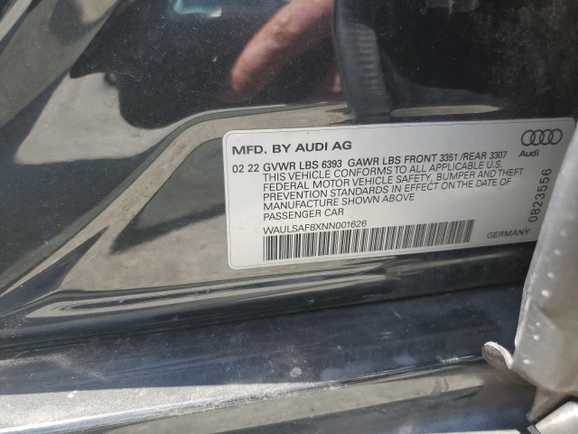 MFD. BY AUDI AG
02 22 GVWR LBS 6393 GAWR LBS FRONT 3351 /REAR 3307
THIS VEHICLE CONFORMS TO ALL APPLICABLE U.S.
FEDERAL MOTOR VEHICLE SAFETY, BUMPER AND THEFT
PREVENTION STANDARDS IN EFFECT ON THE DATE OF
MANUFACTURE SHOWN ABOVE
PASSENGER CAR
WAULSAF8XNN001626
Audi
0823556
GERMANY